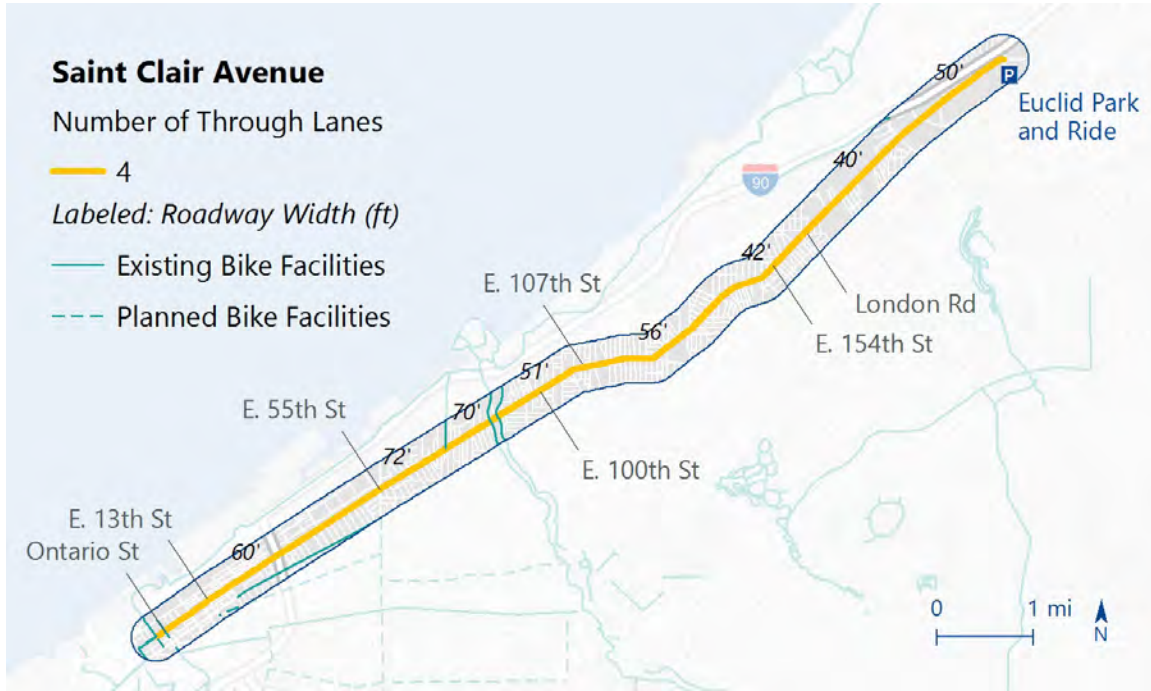 Saint Clair Avenue
Number of Through Lanes
4
Labeled: Roadway Width (ft)
Existing Bike Facilities
Planned Bike Facilities
50'
P
Euclid Park
and Ride
40'
90
42'
E. 107th St
London Rd
56'
E. 154th St
51'
70'
E. 55th St
72'
E. 100th St
E. 13th St
Ontario St
60'
0 1 mi
N